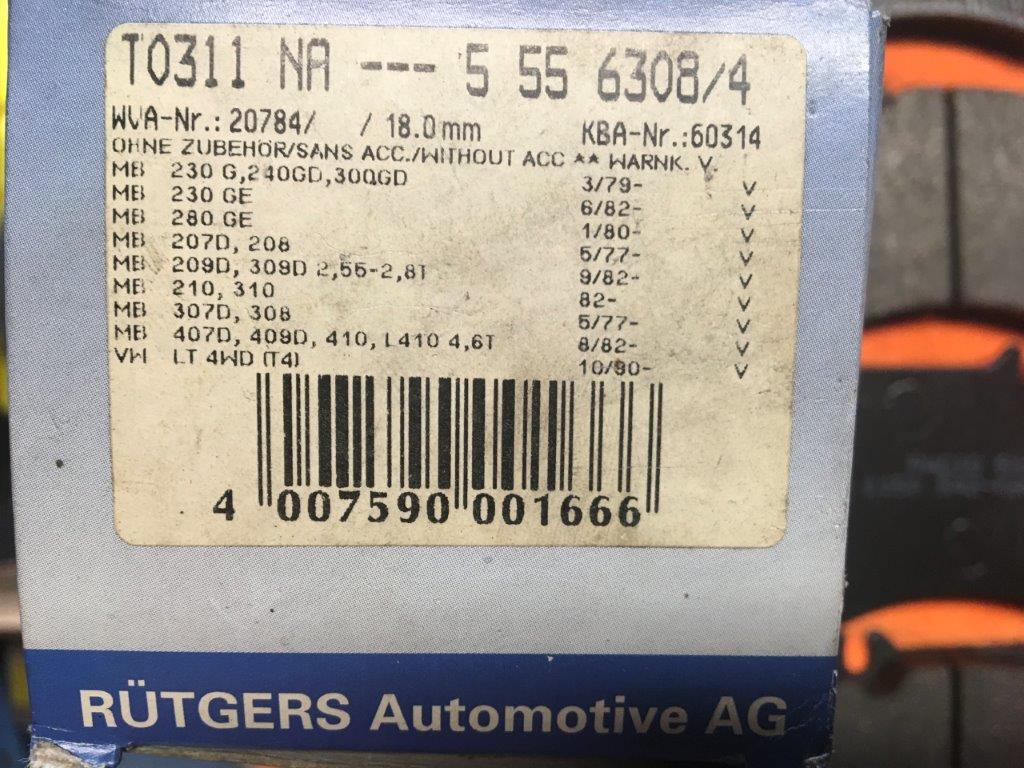 T0311 NA --- 5 55 6308/4
WVA-Nr.: 20784/ / 18.0mm KBA-Nr.:60314
OHNE ZUBEHÖR/SANS ACC./WITHOUT ACC ** WARNK. V.
MB 230 G,240GD,300GD 3/79- V
MB 230 GE 6/82- V
MB 280 GE 1/80- V
MB 207D, 208 5/77- V
MB 209D, 309D 2,55-2,8T 9/82- V
MB 210, 310 82- V
MB 307D, 308 5/77- V
MB 407D, 409D, 410, L410 4,6T 8/82- V
VW LT 4WD (T4) 10/90- V
4 007590 001666
RÜTGERS Automotive AG